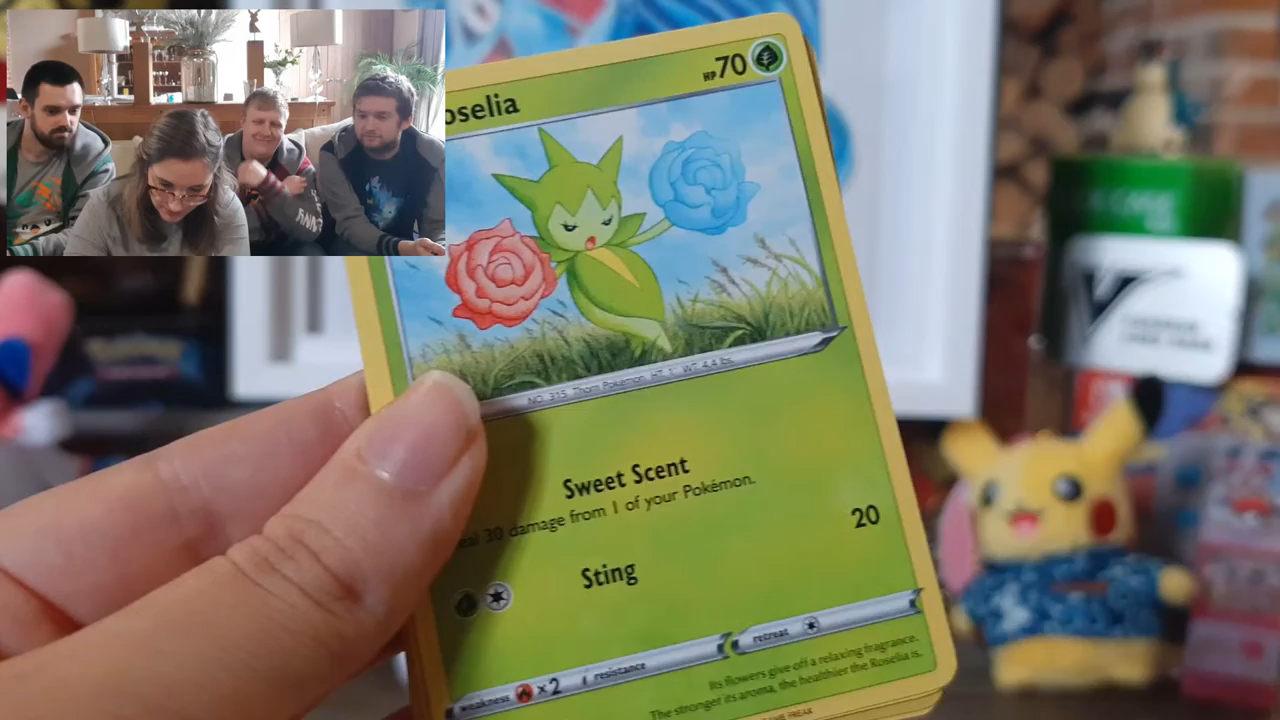 oselia
HP70
NO. 315 Thorn Pokémon HT 1' WT 4.4 lbs.
Sweet Scent
eal 30 damage from 1 of your Pokémon.
Sting
20
weakness ×2 resistance retreat
Its flowers give off a relaxing fragrance.
The stronger its aroma, the healthier the Roselia is.
GAME FREAK